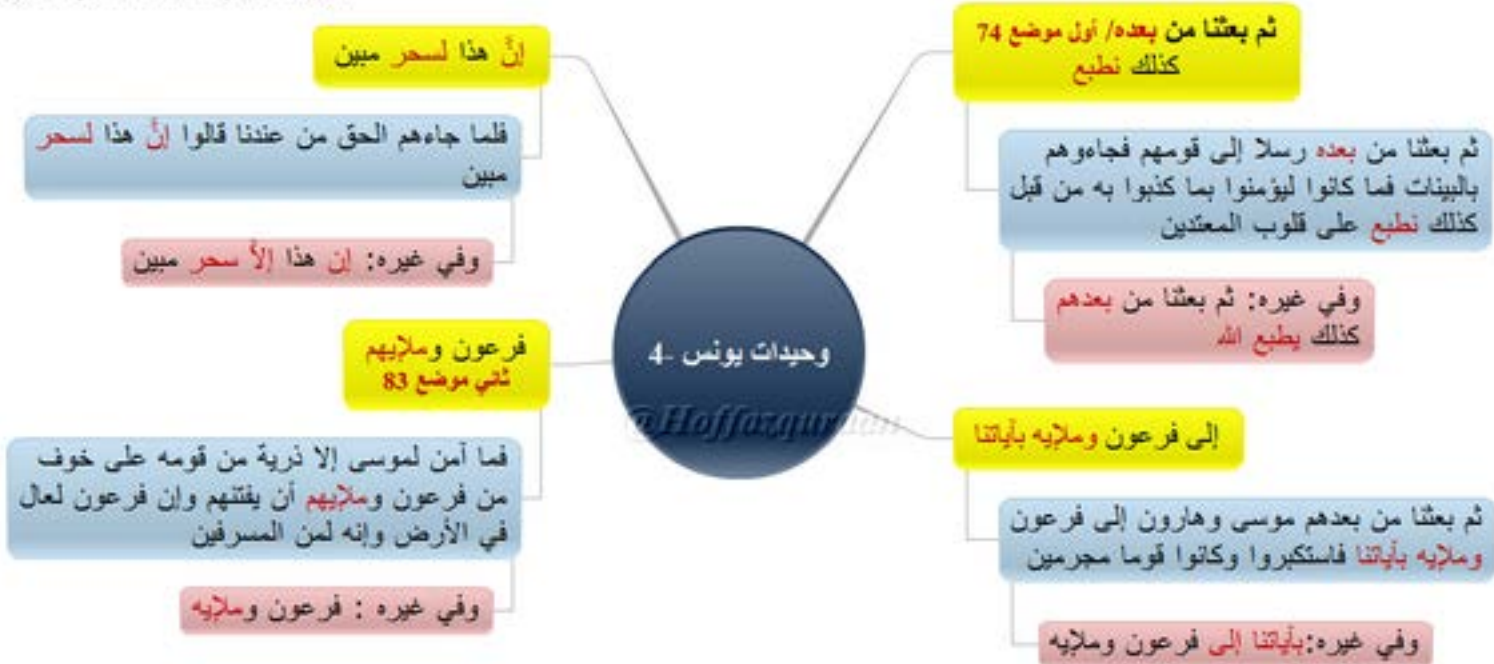 ثم بعثنا من بعده/ أول موضع 74
كذلك نطبع
ثم بعثنا من بعده رسلا إلى قومهم فجاءوهم
بالبينات فما كانوا ليؤمنوا بما كذبوا به من قبل
كذلك نطبع على قلوب المعتدين
وفي غيره: ثم بعثنا من بعدهم
كذلك يطبع الله
إلى فرعون وملإيه بأياتنا
ثم بعثنا من بعدهم موسى وهارون إلى فرعون
وملإيه بأياتنا فاستكبروا وكانوا قوما مجرمين
وفي غيره:بأياتنا إلى فرعون وملإيه
إنَّ هذا لسحر مبين
فلما جاءهم الحق من عندنا قالوا إنَّ هذا لسحر
مبين
وفي غيره: إن هذا إلاَّ سحر مبين
فرعون وملإيهم
ثاني موضع 83
فما آمن لموسى إلا ذرية من قومه على خوف
من فرعون وملإيهم أن يفتنهم وإن فرعون لعال
في الأرض وإنه لمن المسرفين
وفي غيره : فرعون وملإيه
وحيدات يونس -4
@Hoffazquraan